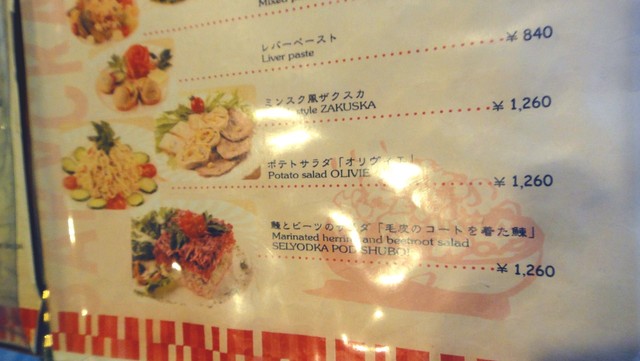 Mixed
レバーペースト
Liver paste
¥ 840
ミンスク風ザクスカ
style ZAKUSKA
¥ 1,260
ポテトサラダ「オリヴィエ」
Potato salad OLIVIE
¥ 1,260
鯡とビーツのサラダ「毛皮のコートを着た鯡」
Marinated herring and beetroot salad
SELYODKA POD SHUBOI
¥ 1,260